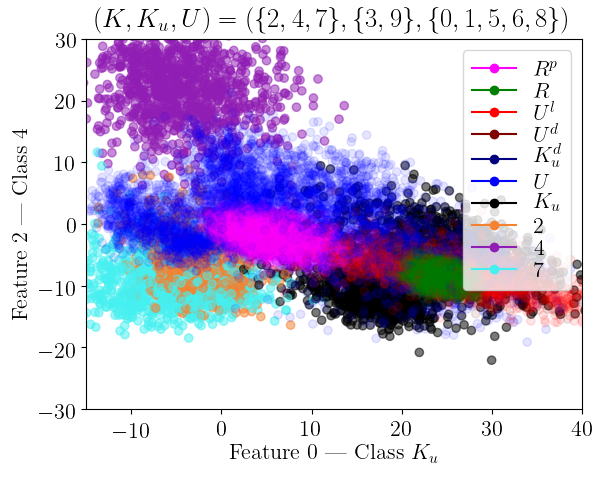 (K, K_u, U) = ({2, 4, 7}, {3, 9}, {0, 1, 5, 6, 8})
30
20
10
0
−10
−20
−30
Feature 2 — Class 4
R^p
R
U^l
U^d
K_u^d
U
K_u
2
4
7
−10
0
10
20
30
40
Feature 0 — Class K_u